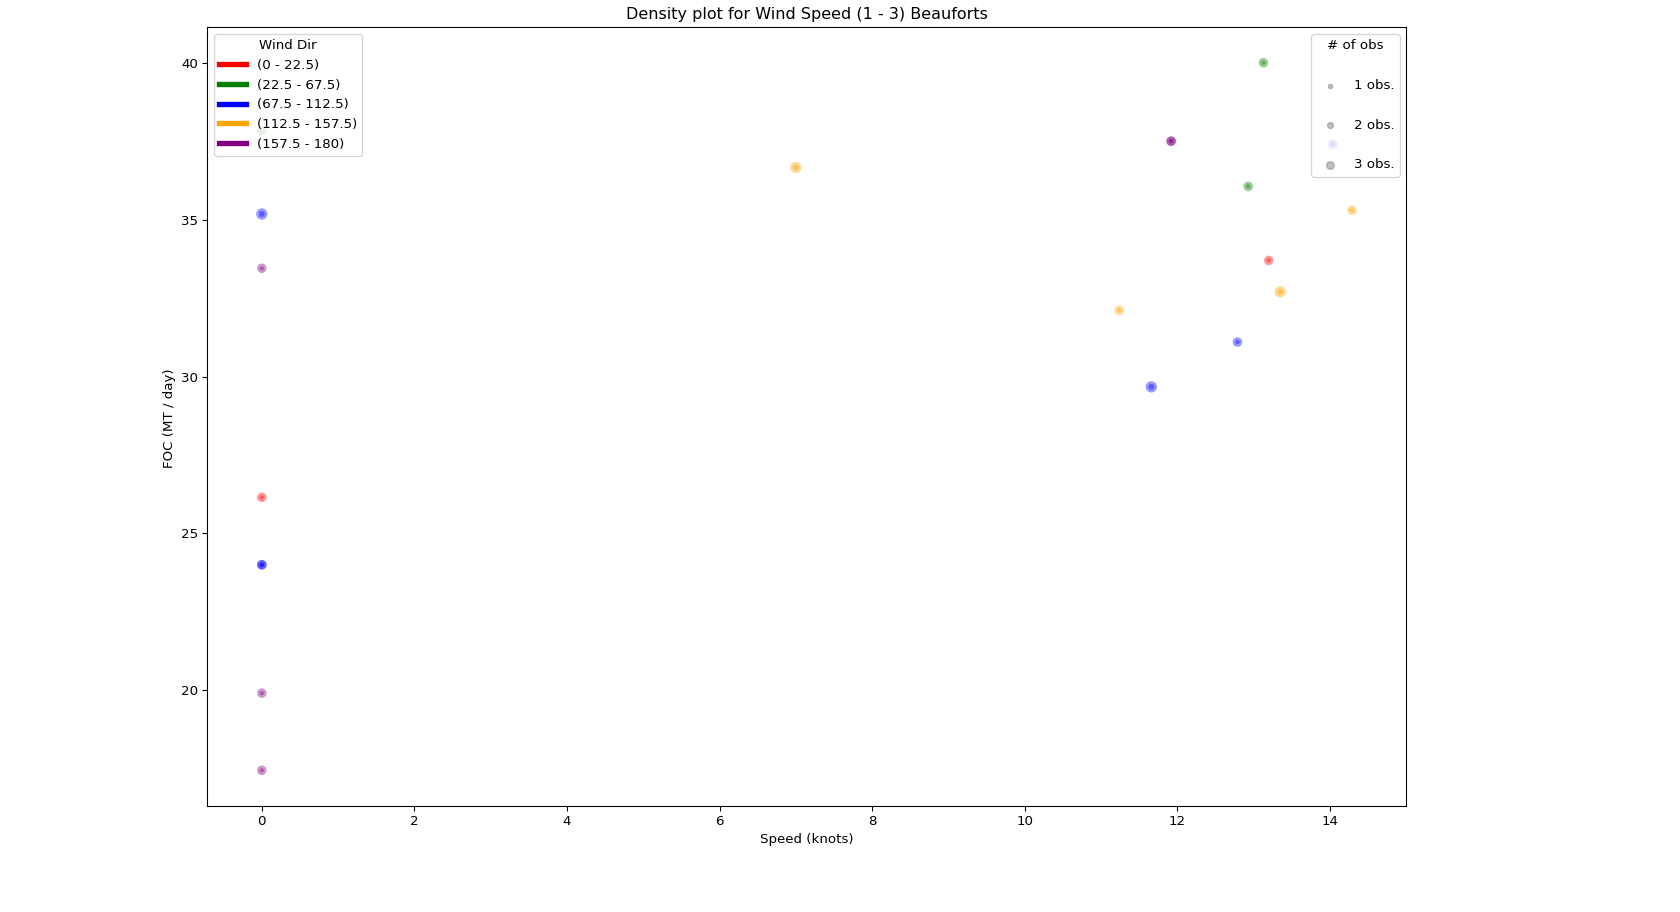 Density plot for Wind Speed (1 - 3) Beauforts
Wind Dir
(0 - 22.5)
(22.5 - 67.5)
(67.5 - 112.5)
(112.5 - 157.5)
(157.5 - 180)
# of obs
1 obs.
2 obs.
3 obs.
FOC (MT / day)
40
35
30
25
20
0 2 4 6 8 10 12 14
Speed (knots)